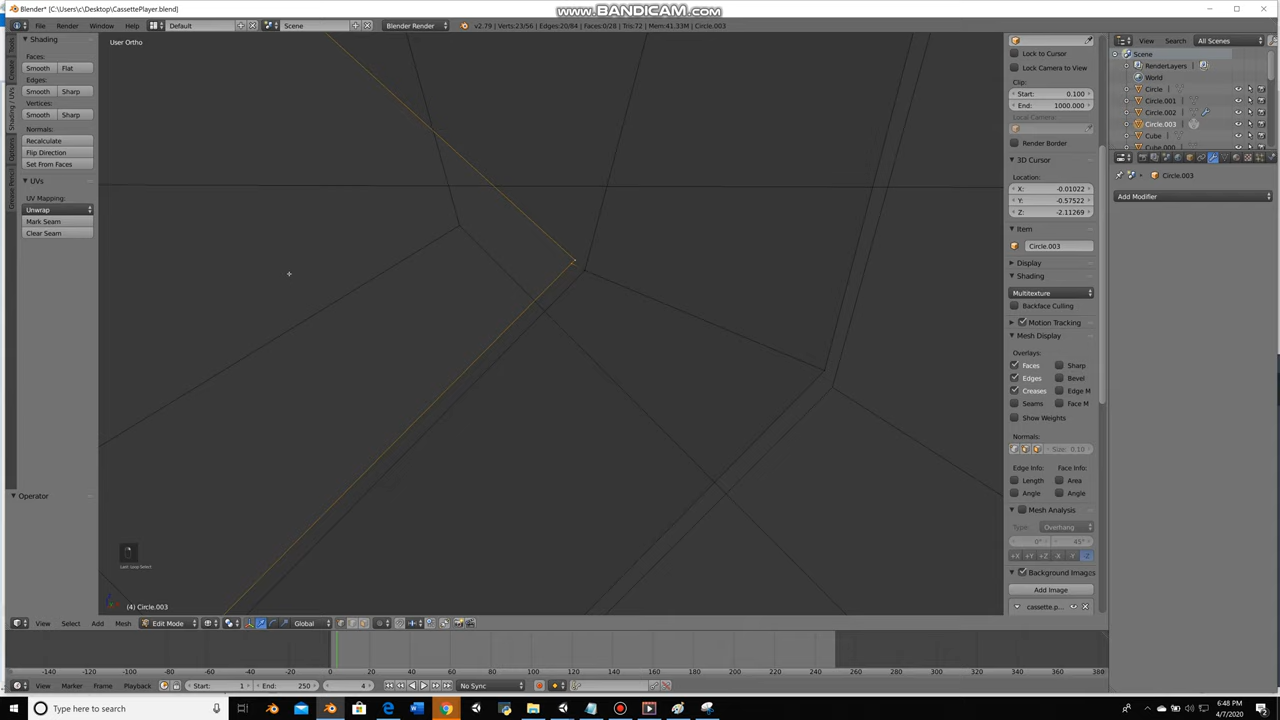 Blender* [C:\Users\c\Desktop\CassettePlayer.blend]
www.BANDICAM.com
File Render Window Help
Default
Scene
Blender Render
v2.79 | Verts:23/56 | Edges:20/84 | Faces:0/28 | Tris:72 | Mem:41.33M | Circle.003
Shading
Faces:
Smooth Flat
Edges:
Smooth Sharp
Vertices:
Smooth Sharp
Normals:
Recalculate
Flip Direction
Set From Faces
UVs
UV Mapping:
Unwrap
Mark Seam
Clear Seam
Operator
Tools
Create
Shading / UVs
Options
Grease Pencil
User Ortho
(4) Circle.003
Lock to Cursor
Lock Camera to View
Clip:
Start: 0.100
End: 1000.000
Local Camera:
Render Border
3D Cursor
Location:
X: -0.01022
Y: -0.57522
Z: -2.11269
Item
Circle.003
Display
Shading
Multitexture
Backface Culling
Motion Tracking
Mesh Display
Overlays:
Faces Sharp
Edges Bevel
Creases Edge M
Seams Face M
Show Weights
Normals:
Size: 0.10
Edge Info: Face Info:
Length Area
Angle Angle
Mesh Analysis
Type: Overhang
0° 45°
+X +Y +Z -X -Y -Z
Background Images
Add Image
cassette.p...
View Search All Scenes
Scene
RenderLayers
World
Circle
Circle.001
Circle.002
Circle.003
Cube
Cube.000
Circle.003
Add Modifier
View Select Add Mesh Edit Mode Global
-140 -120 -100 -80 -60 -40 -20 0 20 40 60 80 100 120 140 160 180 200 220 240 260 280 300 320 340 360 380
View Marker Frame Playback Start: 1 End: 250 4 No Sync
Type here to search
6:48 PM
4/7/2020